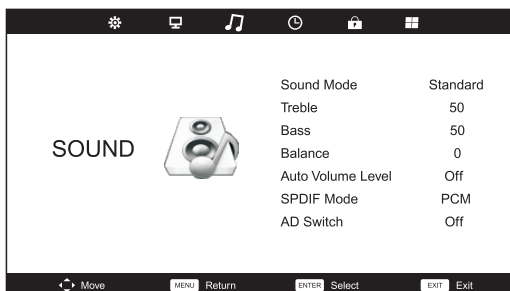 SOUND
Sound Mode Standard
Treble 50
Bass 50
Balance 0
Auto Volume Level Off
SPDIF Mode PCM
AD Switch Off
Move MENU Return ENTER Select EXIT Exit